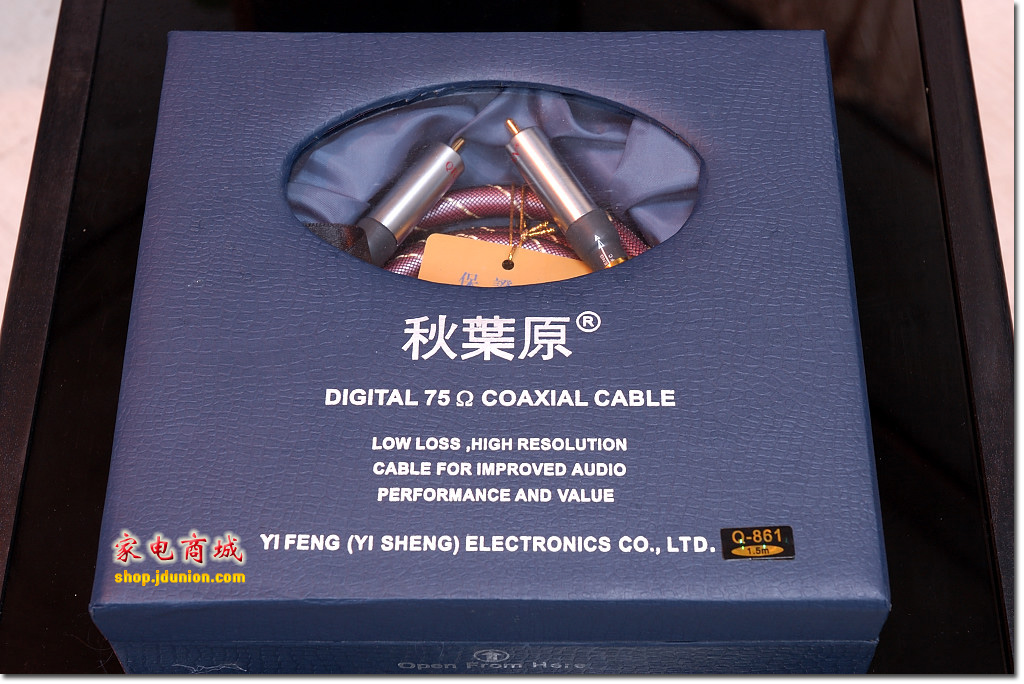 秋葉原®
DIGITAL 75 Ω COAXIAL CABLE
LOW LOSS ,HIGH RESOLUTION
CABLE FOR IMPROVED AUDIO
PERFORMANCE AND VALUE
YI FENG (YI SHENG) ELECTRONICS CO., LTD.
Q-861
1.5m
家电商城
shop.jdunion.com
Open From Here